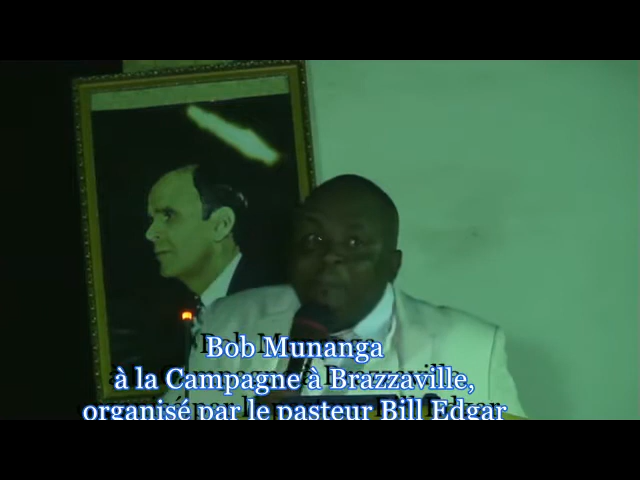 Bob Munanga
à la Campagne à Brazzaville,
organisé par le pasteur Bill Edgar